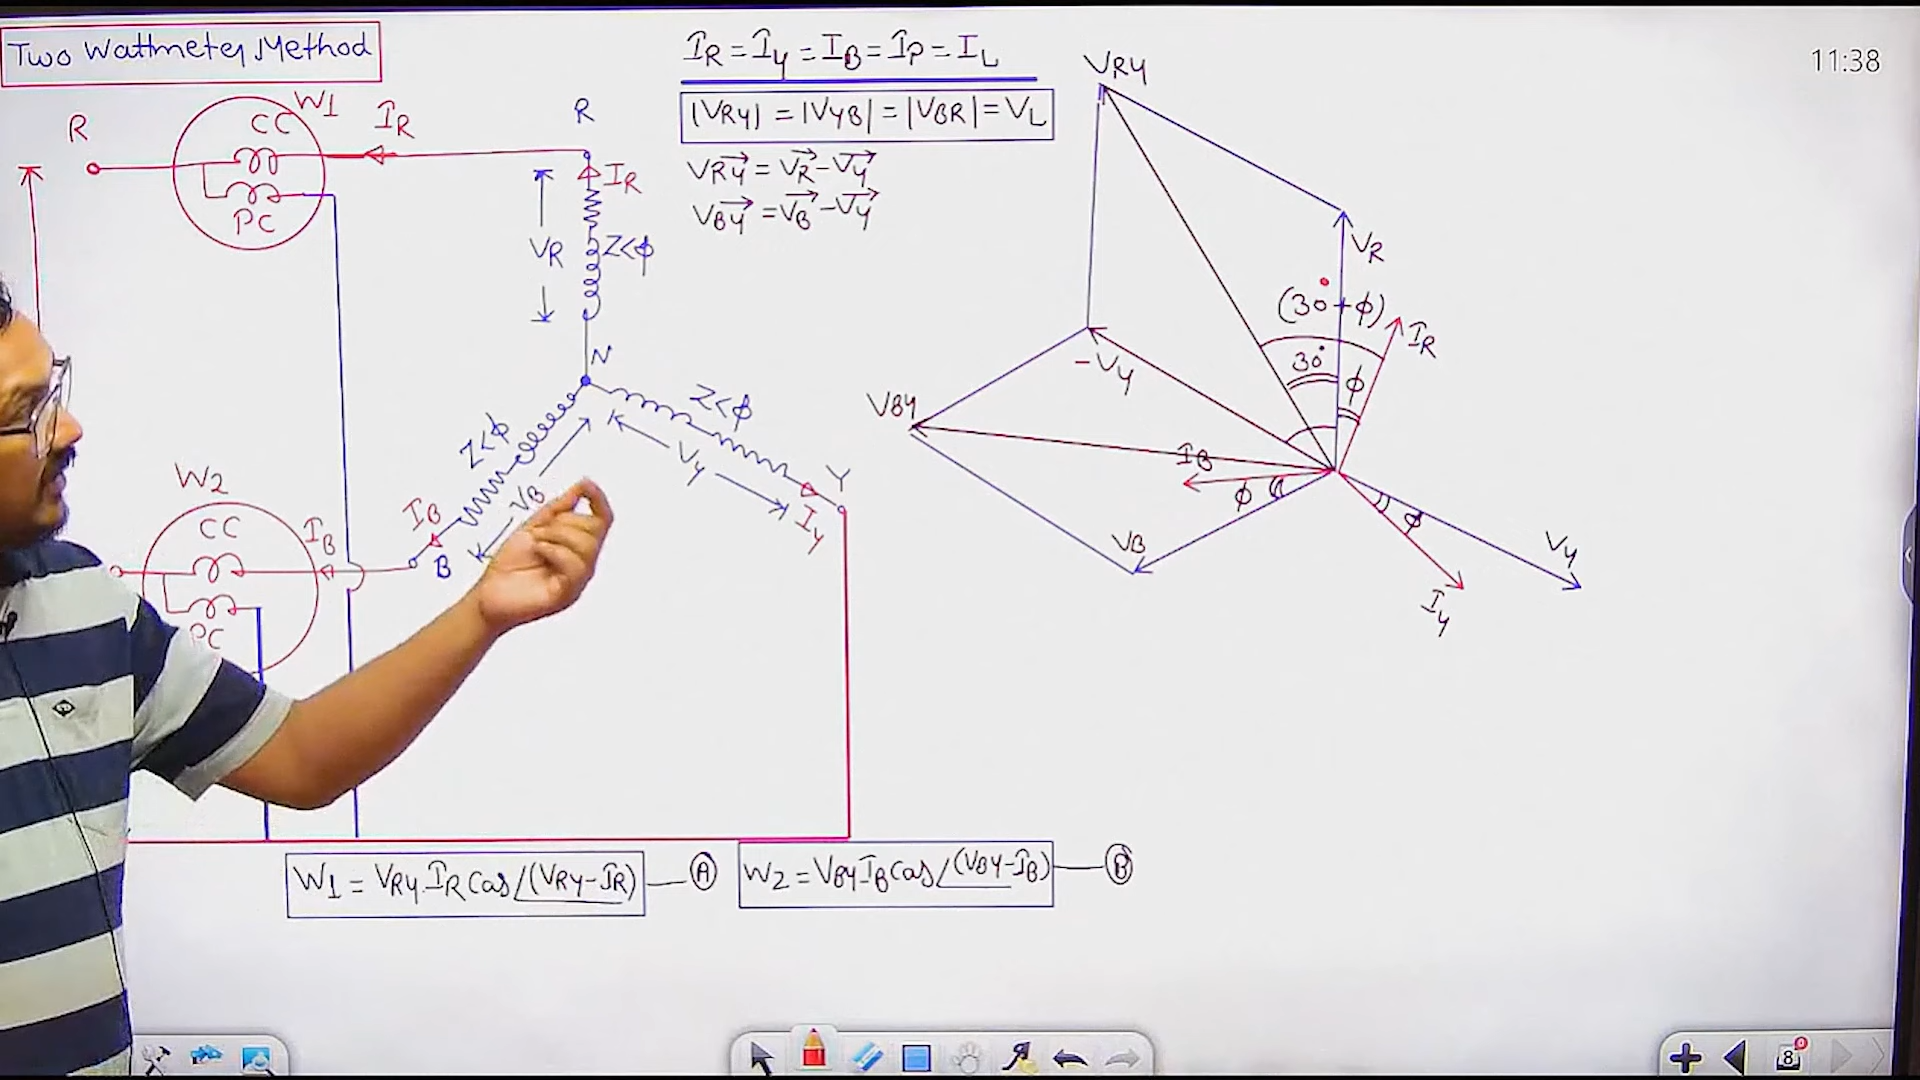 Two Wattmeter Method
11:38
IR = Iy = IB = IP = IL
|VRy| = |VyB| = |VBR| = VL
VRy = VR - Vy
VBy = VB - Vy
R
W1
CC
IR
PC
R
IR
VR
Z<ϕ
N
Z<ϕ
Z<ϕ
Vy
VB
Y
Iy
IB
B
W2
CC
IB
PC
VRy
VR
(30°+ϕ)
IR
30°
ϕ
-Vy
VBy
IB
ϕ
VB
ϕ
Vy
Iy
W1 = VRy IR Cos/(VRy-IR) A
W2 = VBy IB Cos/(VBy-IB) B
8
0